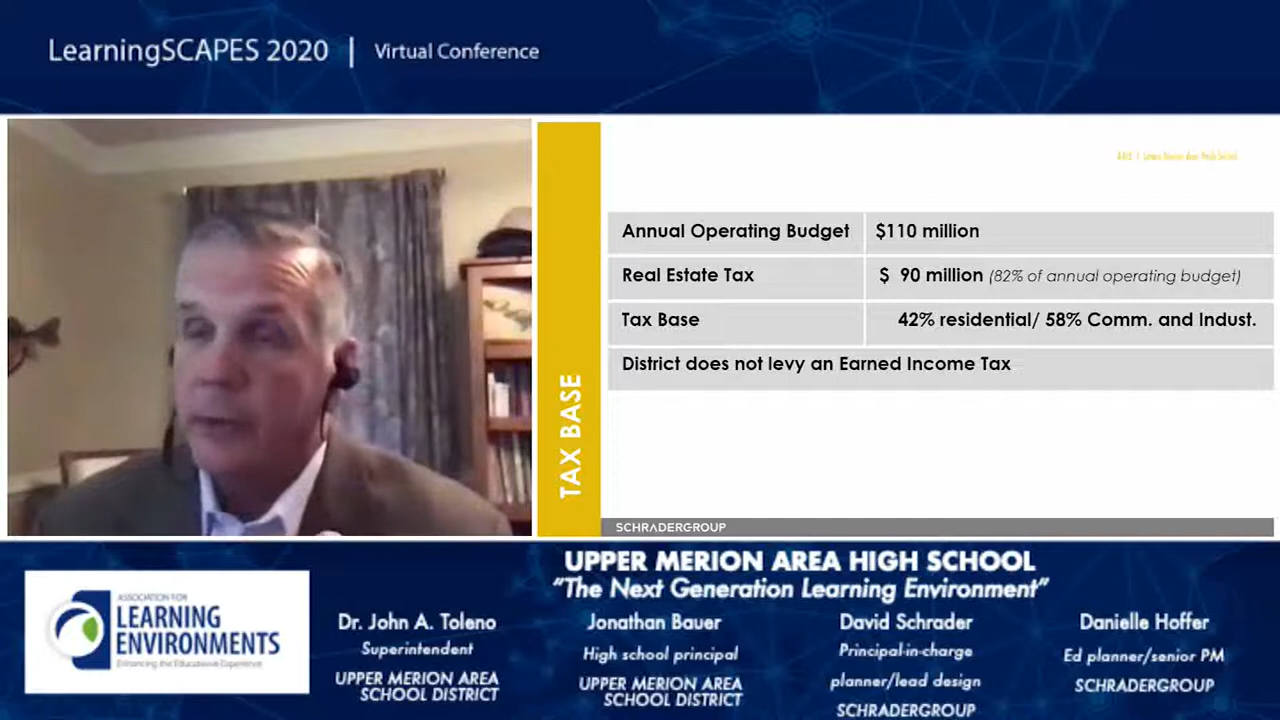 LearningSCAPES 2020 | Virtual Conference
Annual Operating Budget $110 million
Real Estate Tax $ 90 million (82% of annual operating budget)
Tax Base 42% residential/ 58% Comm. and Indust.
District does not levy an Earned Income Tax
TAX BASE
SCHRADERGROUP
ASSOCIATION FOR
LEARNING
ENVIRONMENTS
Enhancing the Educational Experience
UPPER MERION AREA HIGH SCHOOL
“The Next Generation Learning Environment”
Dr. John A. Toleno
Superintendent
UPPER MERION AREA
SCHOOL DISTRICT
Jonathan Bauer
High school principal
UPPER MERION AREA
SCHOOL DISTRICT
David Schrader
Principal-in-charge
planner/lead design
SCHRADERGROUP
Danielle Hoffer
Ed planner/senior PM
SCHRADERGROUP